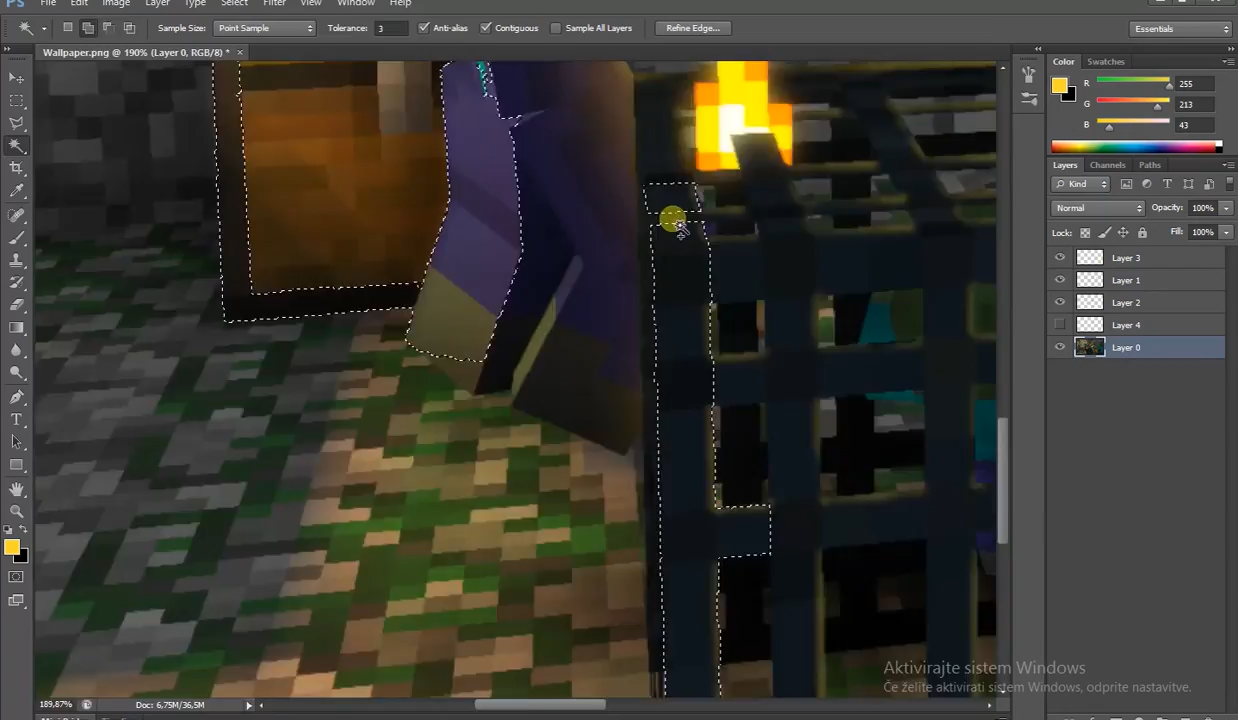 Ps File Edit Image Layer Type Select Filter View Window Help
Sample Size: Point Sample Tolerance: 3 Anti-alias Contiguous Sample All Layers Refine Edge... Essentials
Wallpaper.png @ 190% (Layer 0, RGB/8) * ×
Color Swatches
R 255
G 213
B 43
Layers Channels Paths
Kind
Normal Opacity: 100%
Lock: Fill: 100%
Layer 3
Layer 1
Layer 2
Layer 4
Layer 0
Aktivirajte sistem Windows
Če želite aktivirati sistem Windows, odprite nastavitve.
189,87% Doc: 6,75M/36,5M